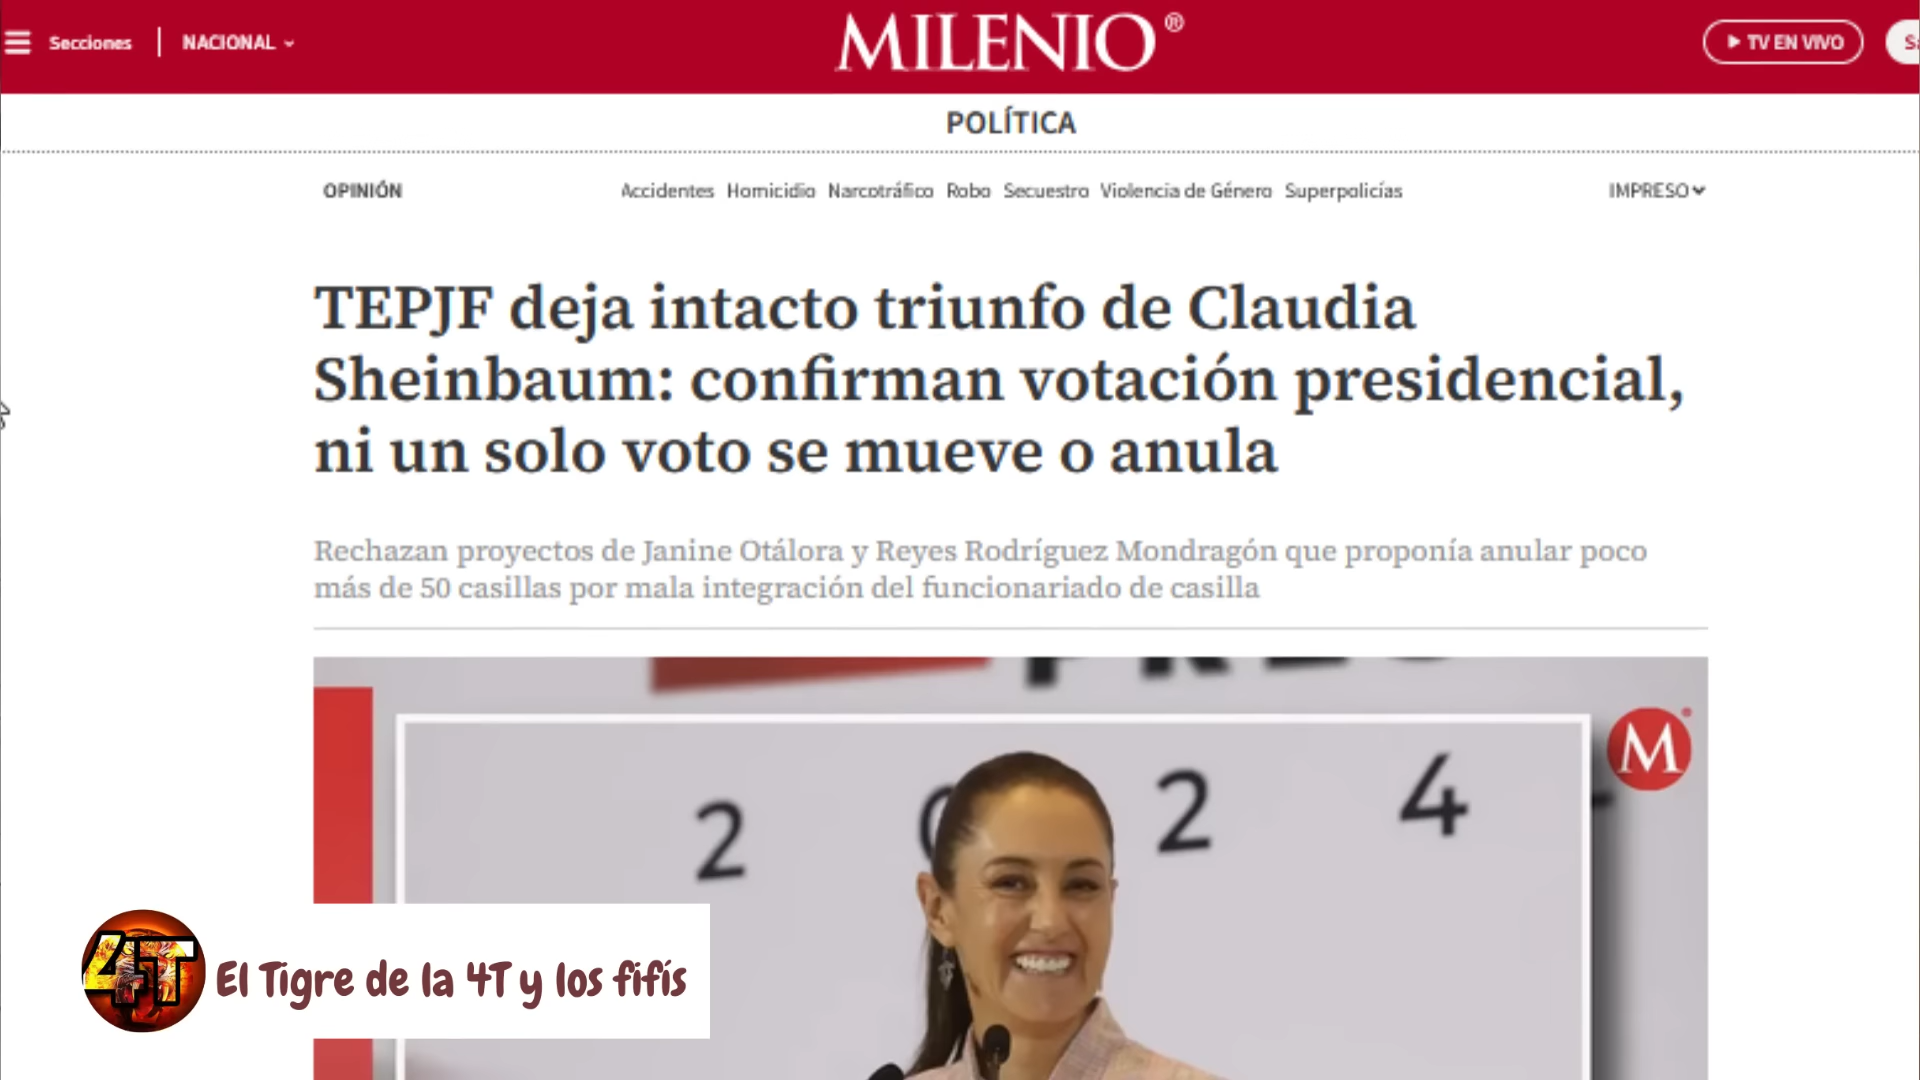 Secciones
NACIONAL
MILENIO®
TV EN VIVO
POLÍTICA
OPINIÓN
Accidentes Homicidio Narcotráfico Robo Secuestro Violencia de Género Superpolicías
IMPRESO
TEPJF deja intacto triunfo de Claudia
Sheinbaum: confirman votación presidencial,
ni un solo voto se mueve o anula
Rechazan proyectos de Janine Otálora y Reyes Rodríguez Mondragón que proponía anular poco
más de 50 casillas por mala integración del funcionariado de casilla
M
2 0 2 4
4T
El Tigre de la 4T y los fifís